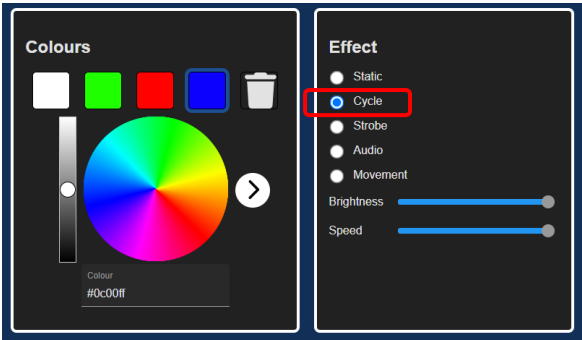 Colours
Colour
#0c00ff
Effect
Static
Cycle
Strobe
Audio
Movement
Brightness
Speed